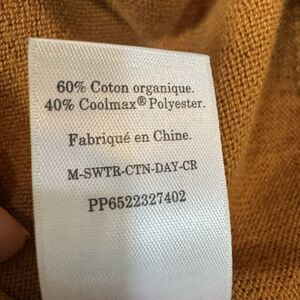 60% Coton organique.
40% Coolmax® Polyester.
Fabriqué en Chine.
M-SWTR-CTN-DAY-CR
PP6522327402